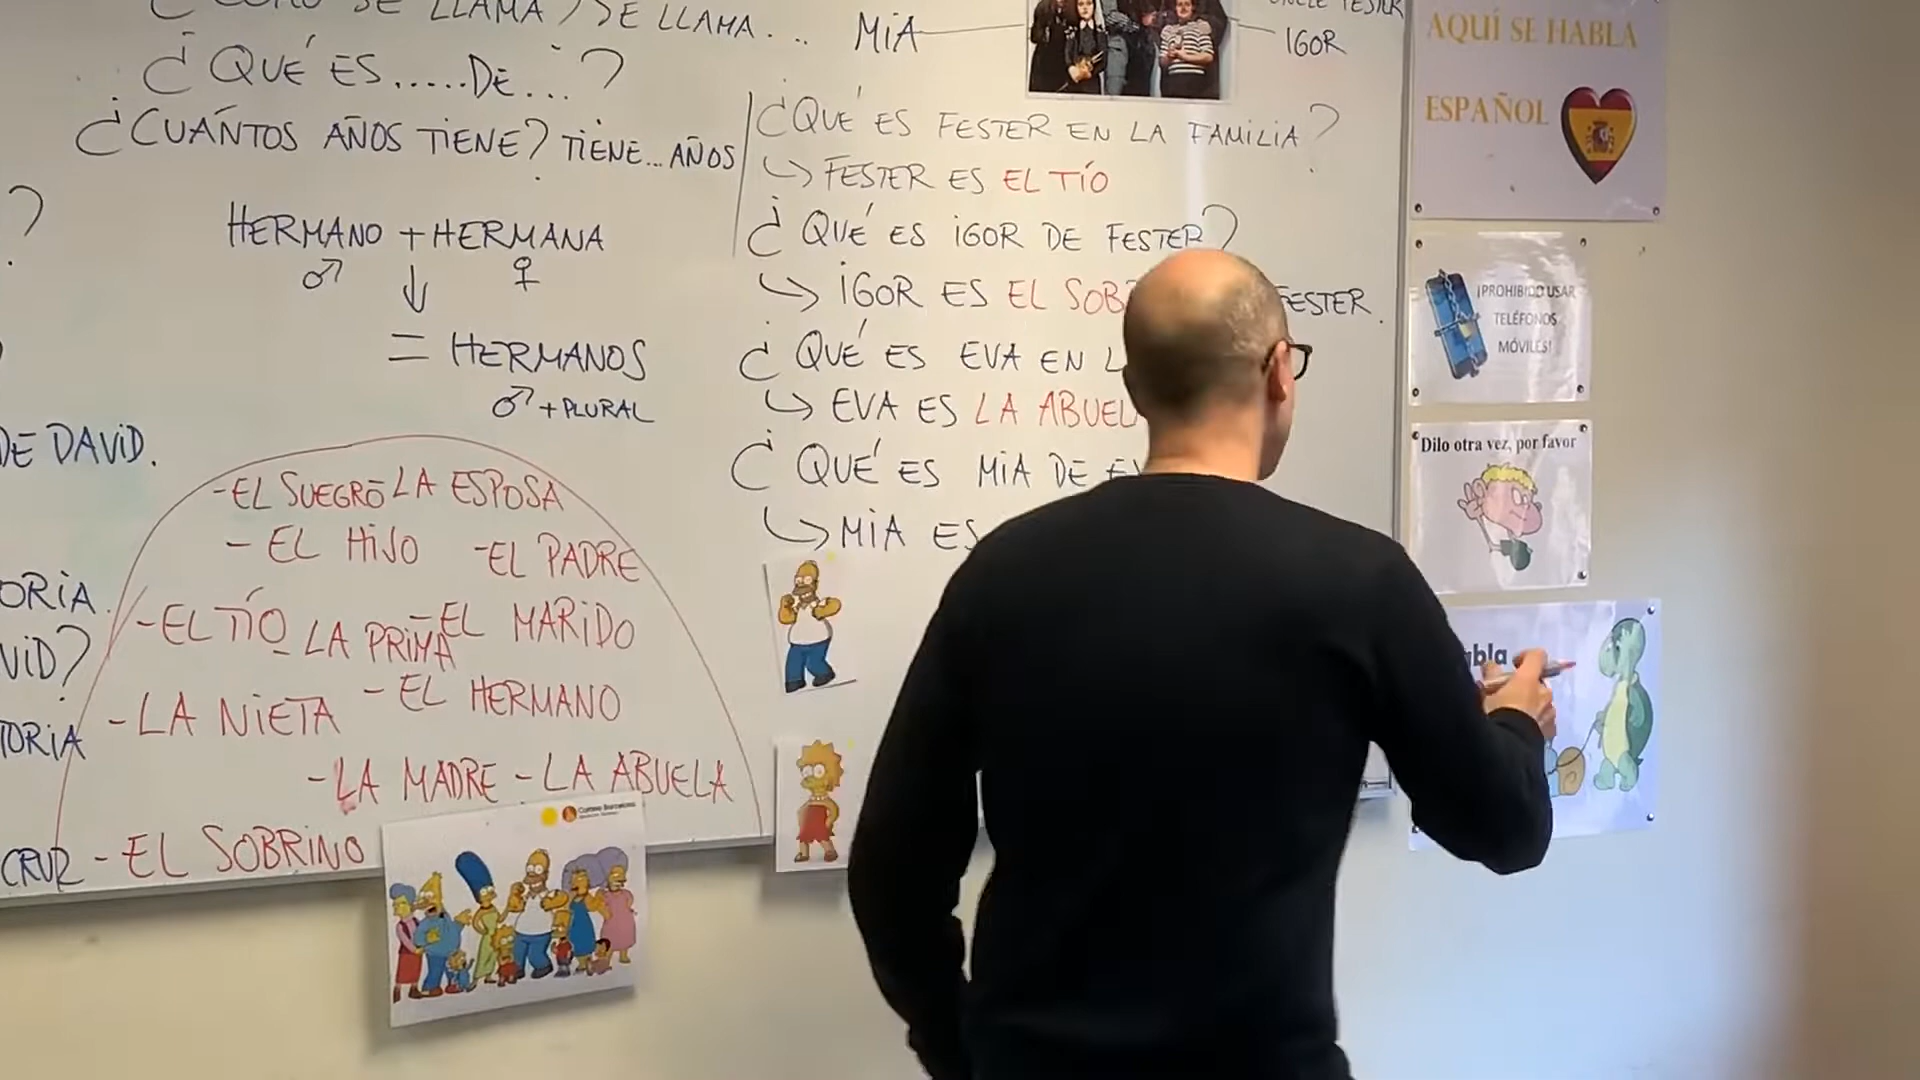 ¿CÓMO SE LLAMA? SE LLAMA...
¿QUÉ ES.....DE...?
¿CUÁNTOS AÑOS TIENE? TIENE... AÑOS
?
HERMANO + HERMANA
♂ ♀
= HERMANOS
♂ + PLURAL
DE DAVID.
-EL SUEGRO LA ESPOSA
- EL HIJO -EL PADRE
-EL TÍO - LA PRIMA -EL MARIDO
- LA NIETA - EL HERMANO
-LA MADRE - LA ABUELA
- EL SOBRINO
MIA
IGOR
¿QUÉ ES FESTER EN LA FAMILIA?
FESTER ES EL TÍO
¿QUÉ ES IGOR DE FESTER?
IGOR ES EL SOB FESTER.
¿QUÉ ES EVA EN L
EVA ES LA ABUEL
¿QUÉ ES MIA DE
MIA ES
AQUÍ SE HABLA
ESPAÑOL
¡PROHIBIDO USAR
TELÉFONOS
MÓVILES!
Dilo otra vez, por favor
abla